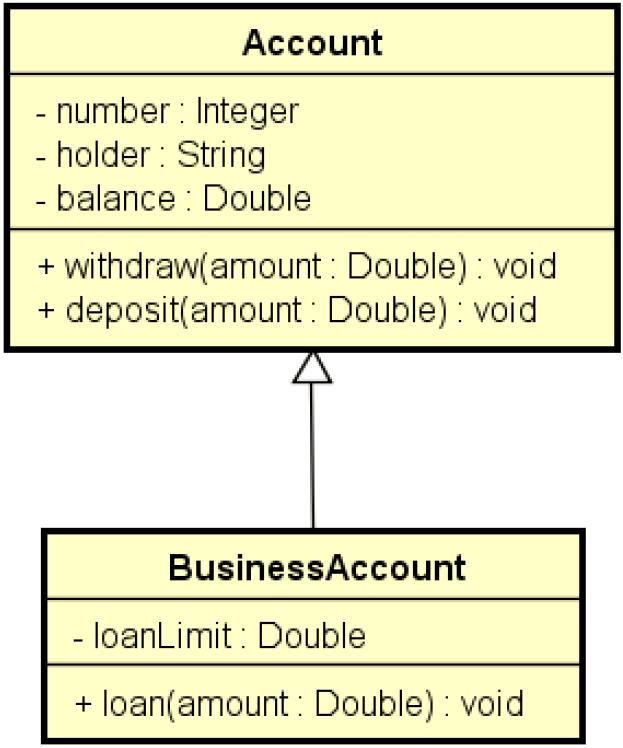 Account
- number : Integer
- holder : String
- balance : Double
+ withdraw(amount : Double) : void
+ deposit(amount : Double) : void
BusinessAccount
- loanLimit : Double
+ loan(amount : Double) : void